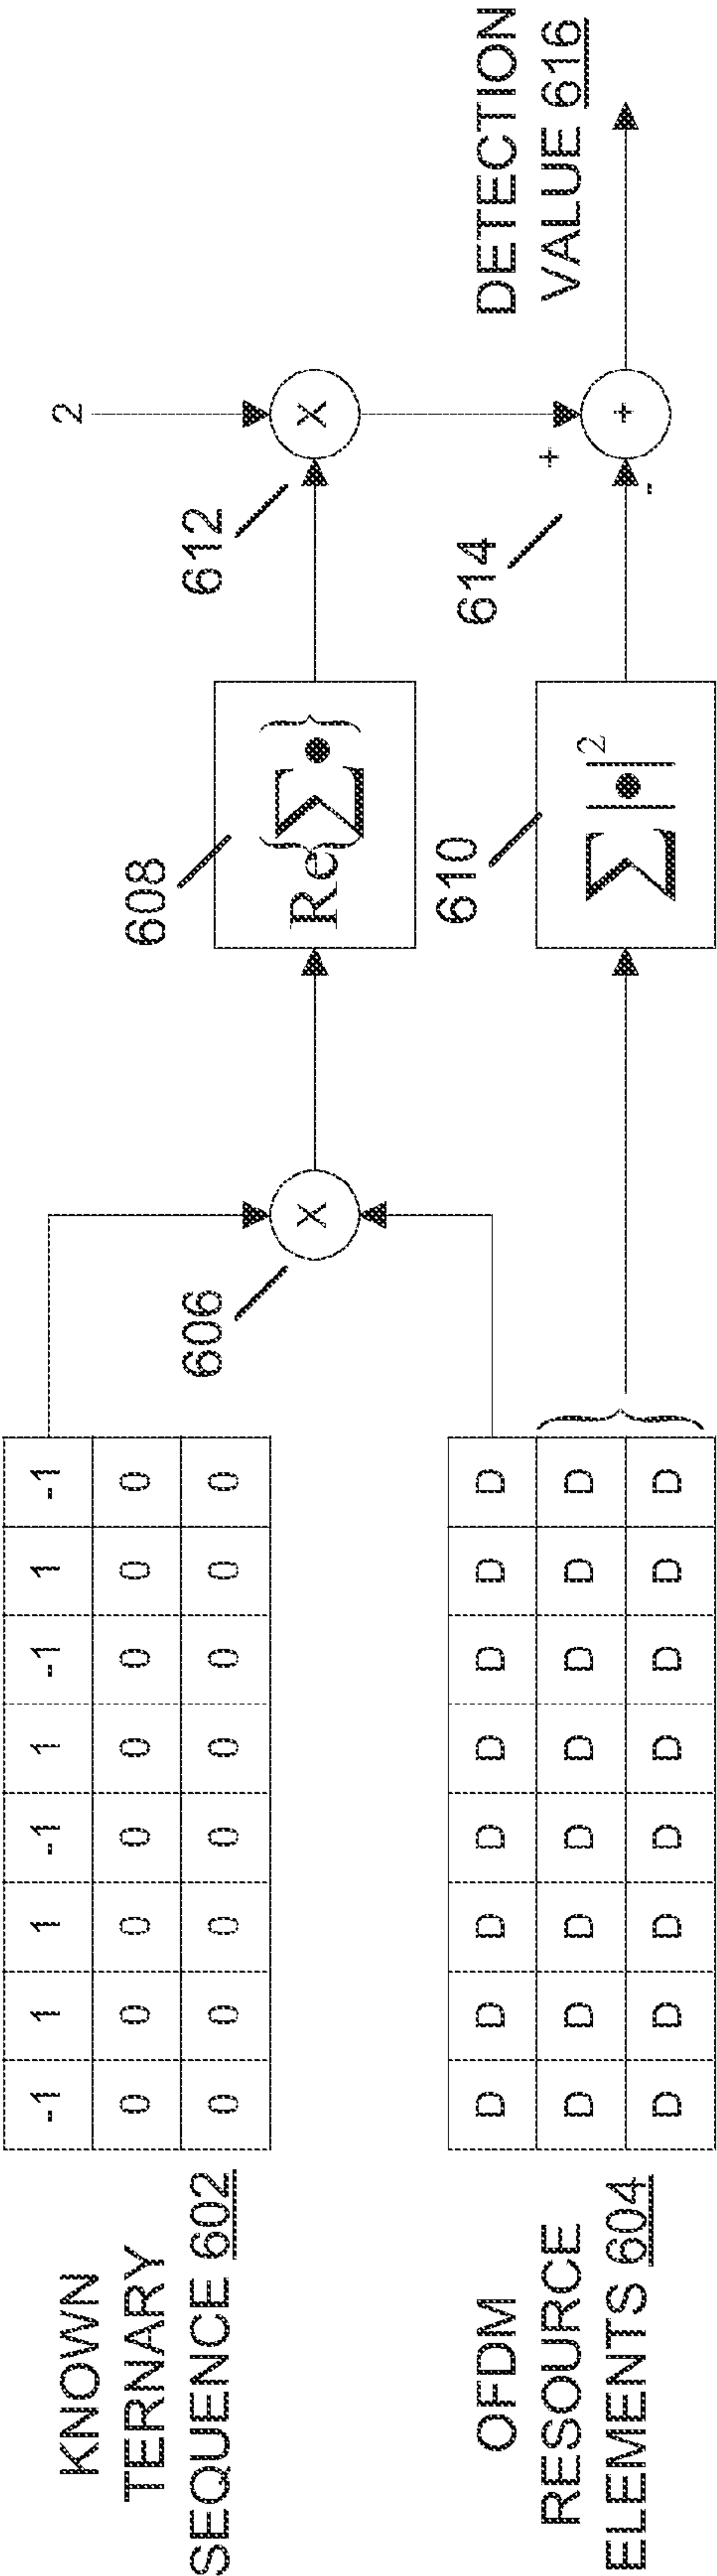 KNOWN
TERNARY
SEQUENCE 602
-1 1 1 -1 1 -1 1 -1
0 0 0 0 0 0 0 0
0 0 0 0 0 0 0 0
OFDM
RESOURCE
ELEMENTS 604
D D D D D D D D
D D D D D D D D
D D D D D D D D
606
X
608
Re{∑•}
610
∑|•|²
612
2
X
614
+
-
+
DETECTION
VALUE 616